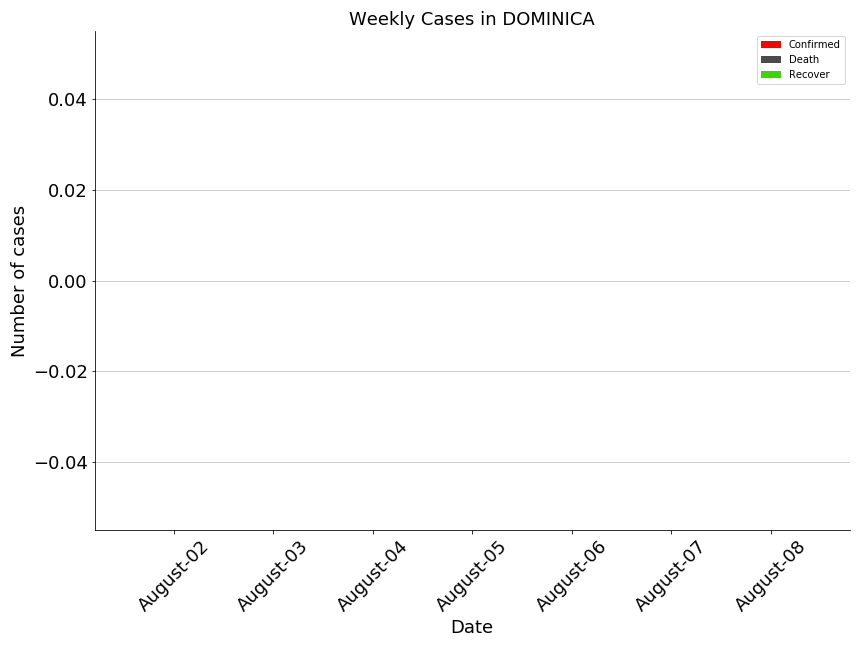 Weekly Cases in DOMINICA
Confirmed
Death
Recover
Number of cases
0.04
0.02
0.00
−0.02
−0.04
August-02
August-03
August-04
August-05
August-06
August-07
August-08
Date